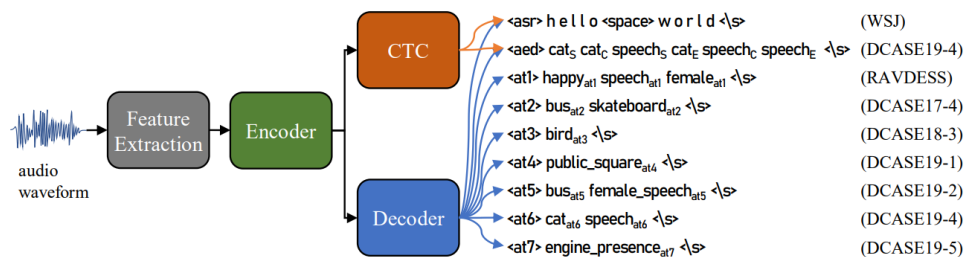 <asr> h e l l o <space> w o r l d <\s> (WSJ)
CTC
<aed> cat_S cat_C speech_S cat_E speech_C speech_E <\s> (DCASE19-4)
<at1> happy_at1 speech_at1 female_at1 <\s> (RAVDESS)
Feature
Extraction
Encoder
<at2> bus_at2 skateboard_at2 <\s> (DCASE17-4)
<at3> bird_at3 <\s> (DCASE18-3)
audio
waveform
<at4> public_square_at4 <\s> (DCASE19-1)
<at5> bus_at5 female_speech_at5 <\s> (DCASE19-2)
Decoder
<at6> cat_at6 speech_at6 <\s> (DCASE19-4)
<at7> engine_presence_at7 <\s> (DCASE19-5)